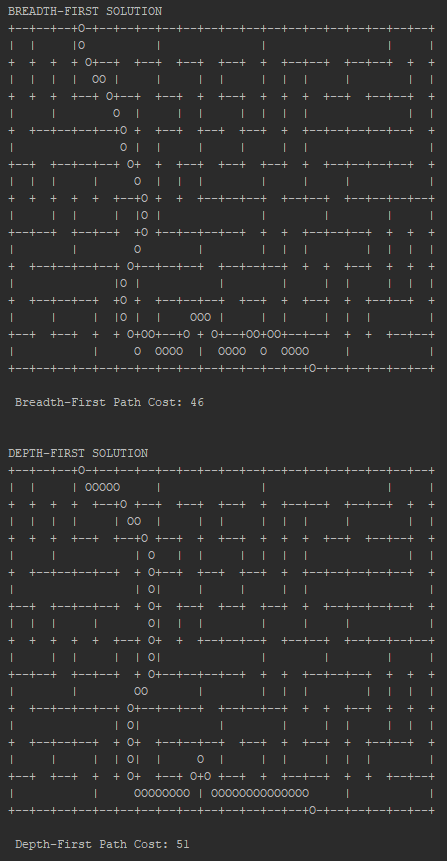 BREADTH-FIRST SOLUTION
Breadth-First Path Cost: 46
DEPTH-FIRST SOLUTION
Depth-First Path Cost: 51